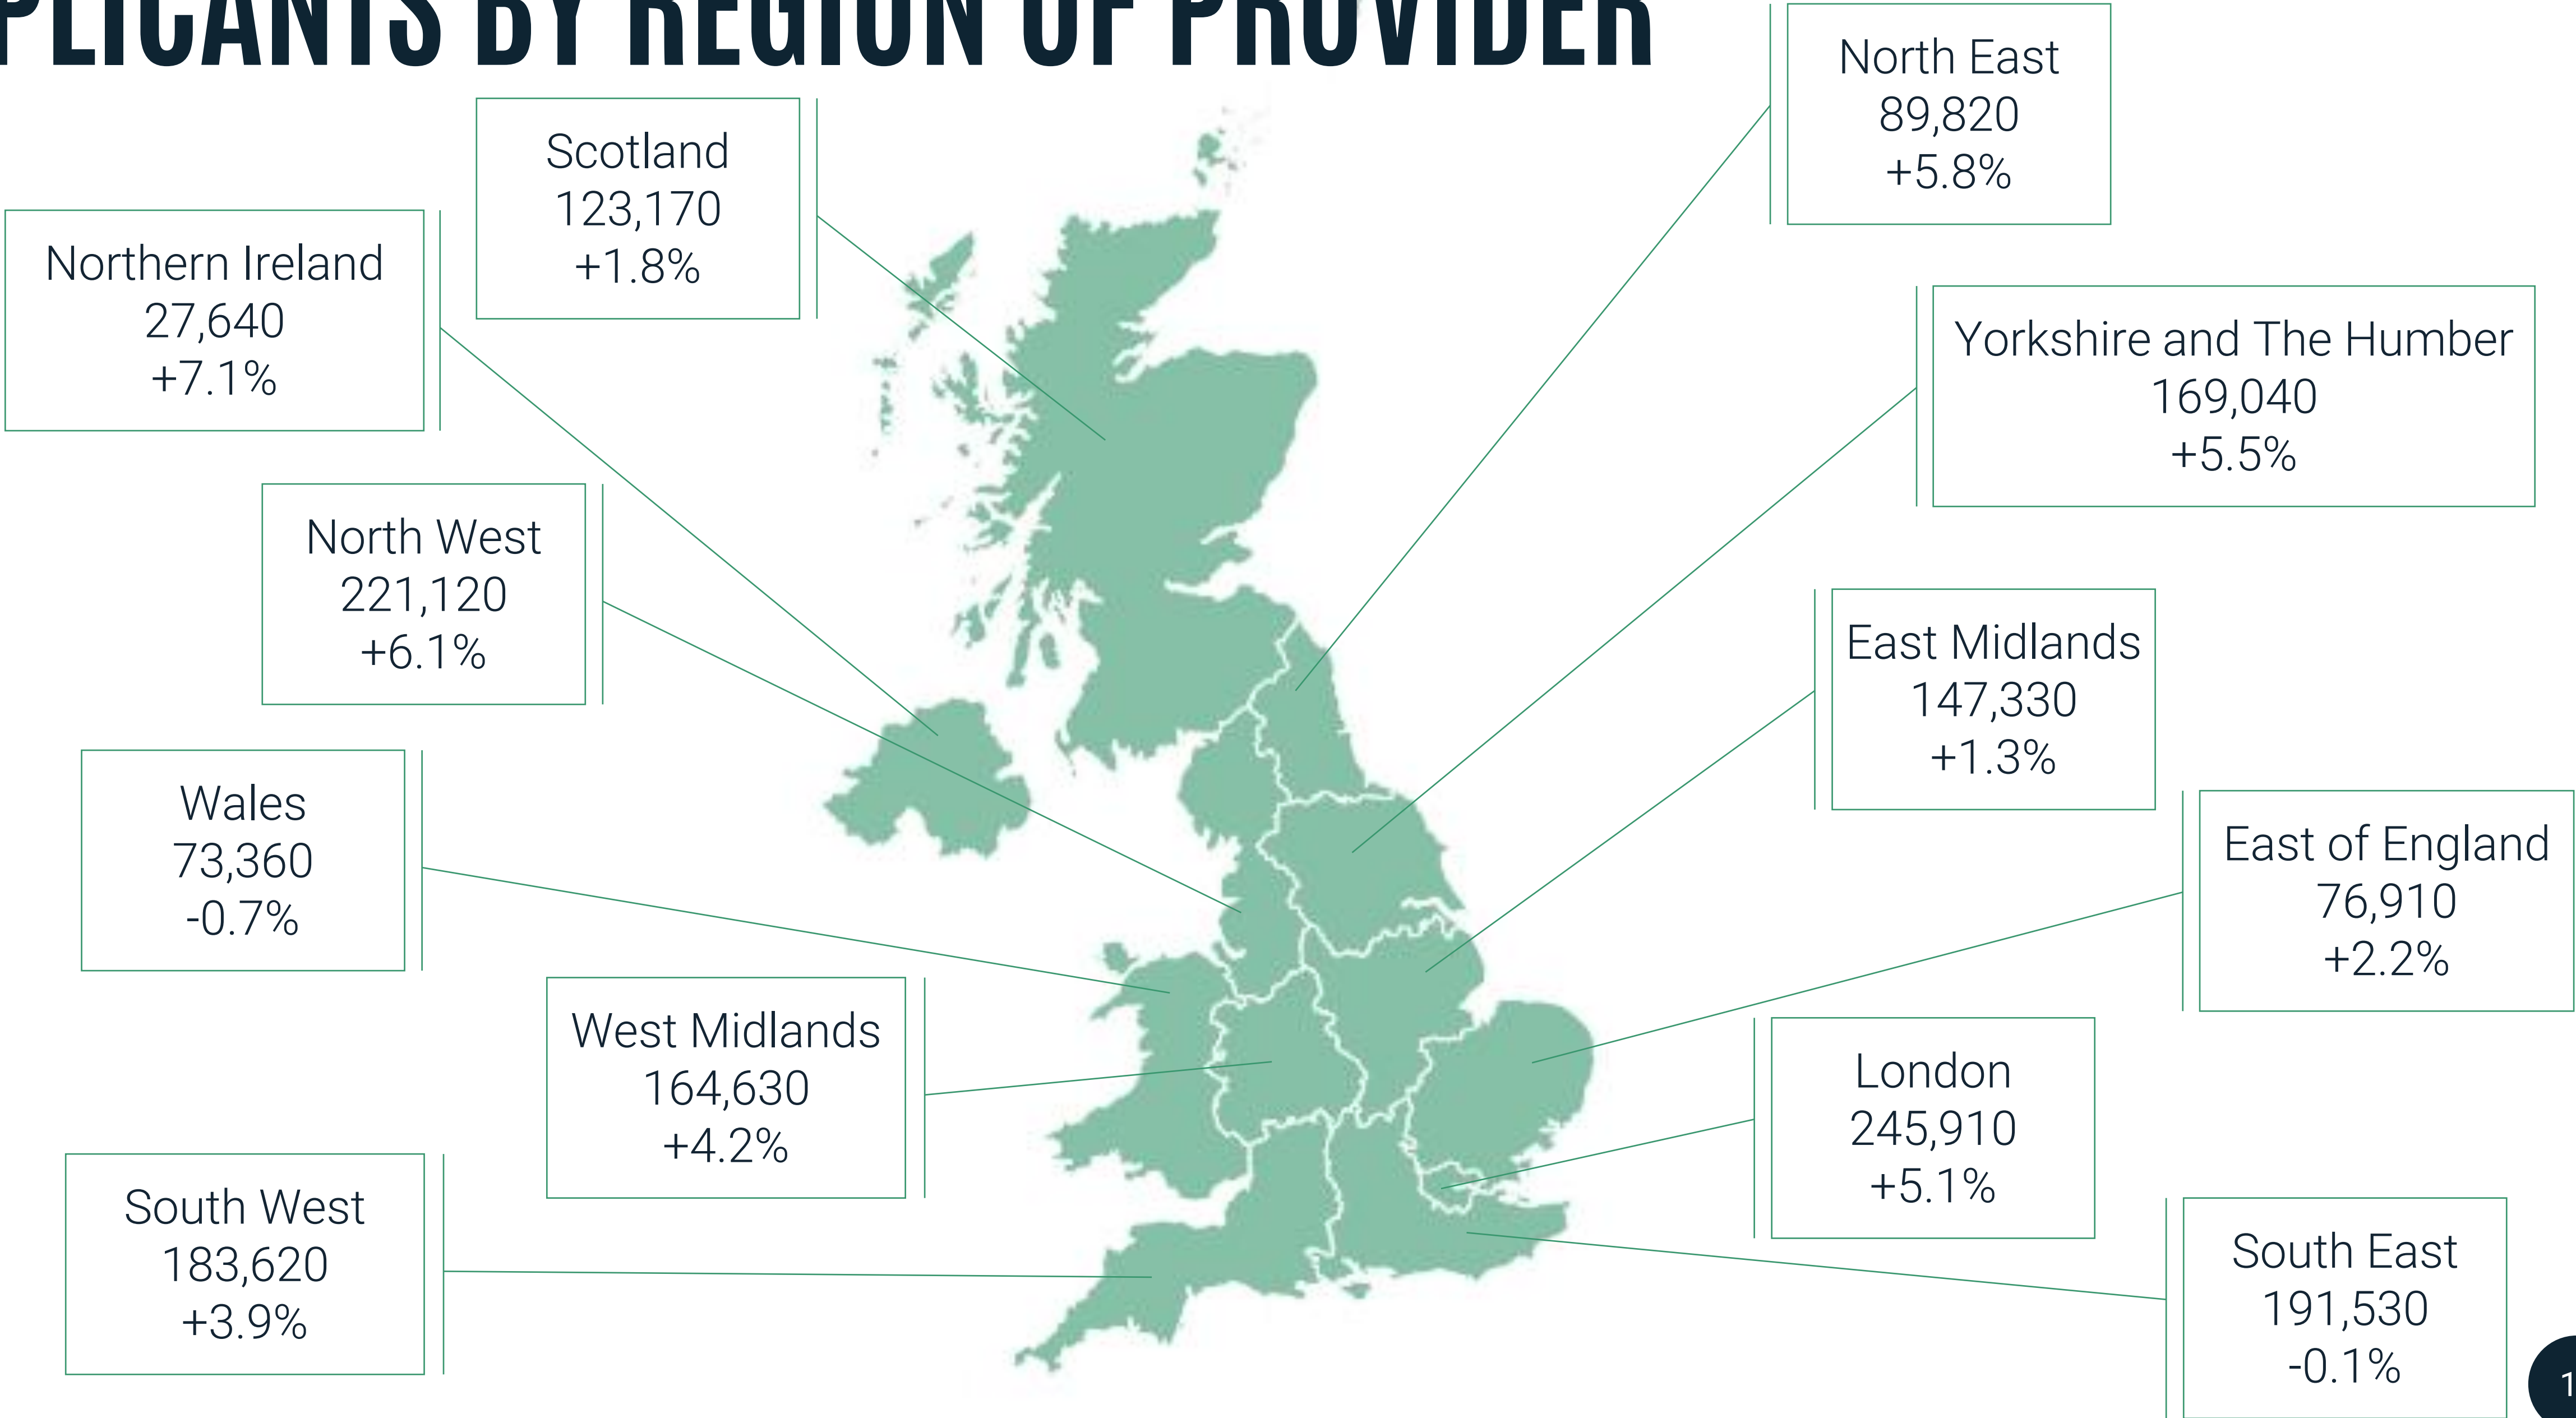 PLICANTS BY REGION OF PROVIDER
North East
89,820
+5.8%
Scotland
123,170
+1.8%
Northern Ireland
27,640
+7.1%
Yorkshire and The Humber
169,040
+5.5%
North West
221,120
+6.1%
East Midlands
147,330
+1.3%
Wales
73,360
-0.7%
East of England
76,910
+2.2%
West Midlands
164,630
+4.2%
London
245,910
+5.1%
South West
183,620
+3.9%
South East
191,530
-0.1%
1